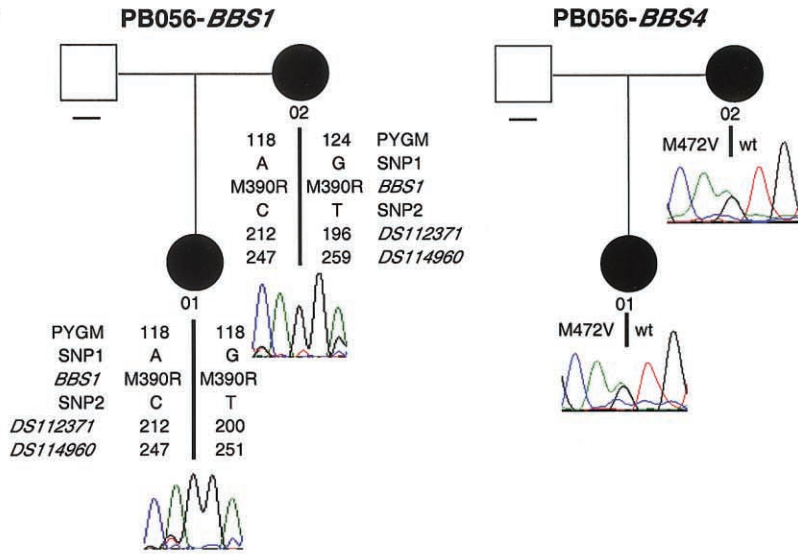 PB056-BBS1
02
118 124 PYGM
A G SNP1
M390R M390R BBS1
C T SNP2
212 196 DS112371
247 259 DS114960
01
PYGM 118 118
SNP1 A G
BBS1 M390R M390R
SNP2 C T
DS112371 212 200
DS114960 247 251
PB056-BBS4
02
M472V wt
01
M472V wt